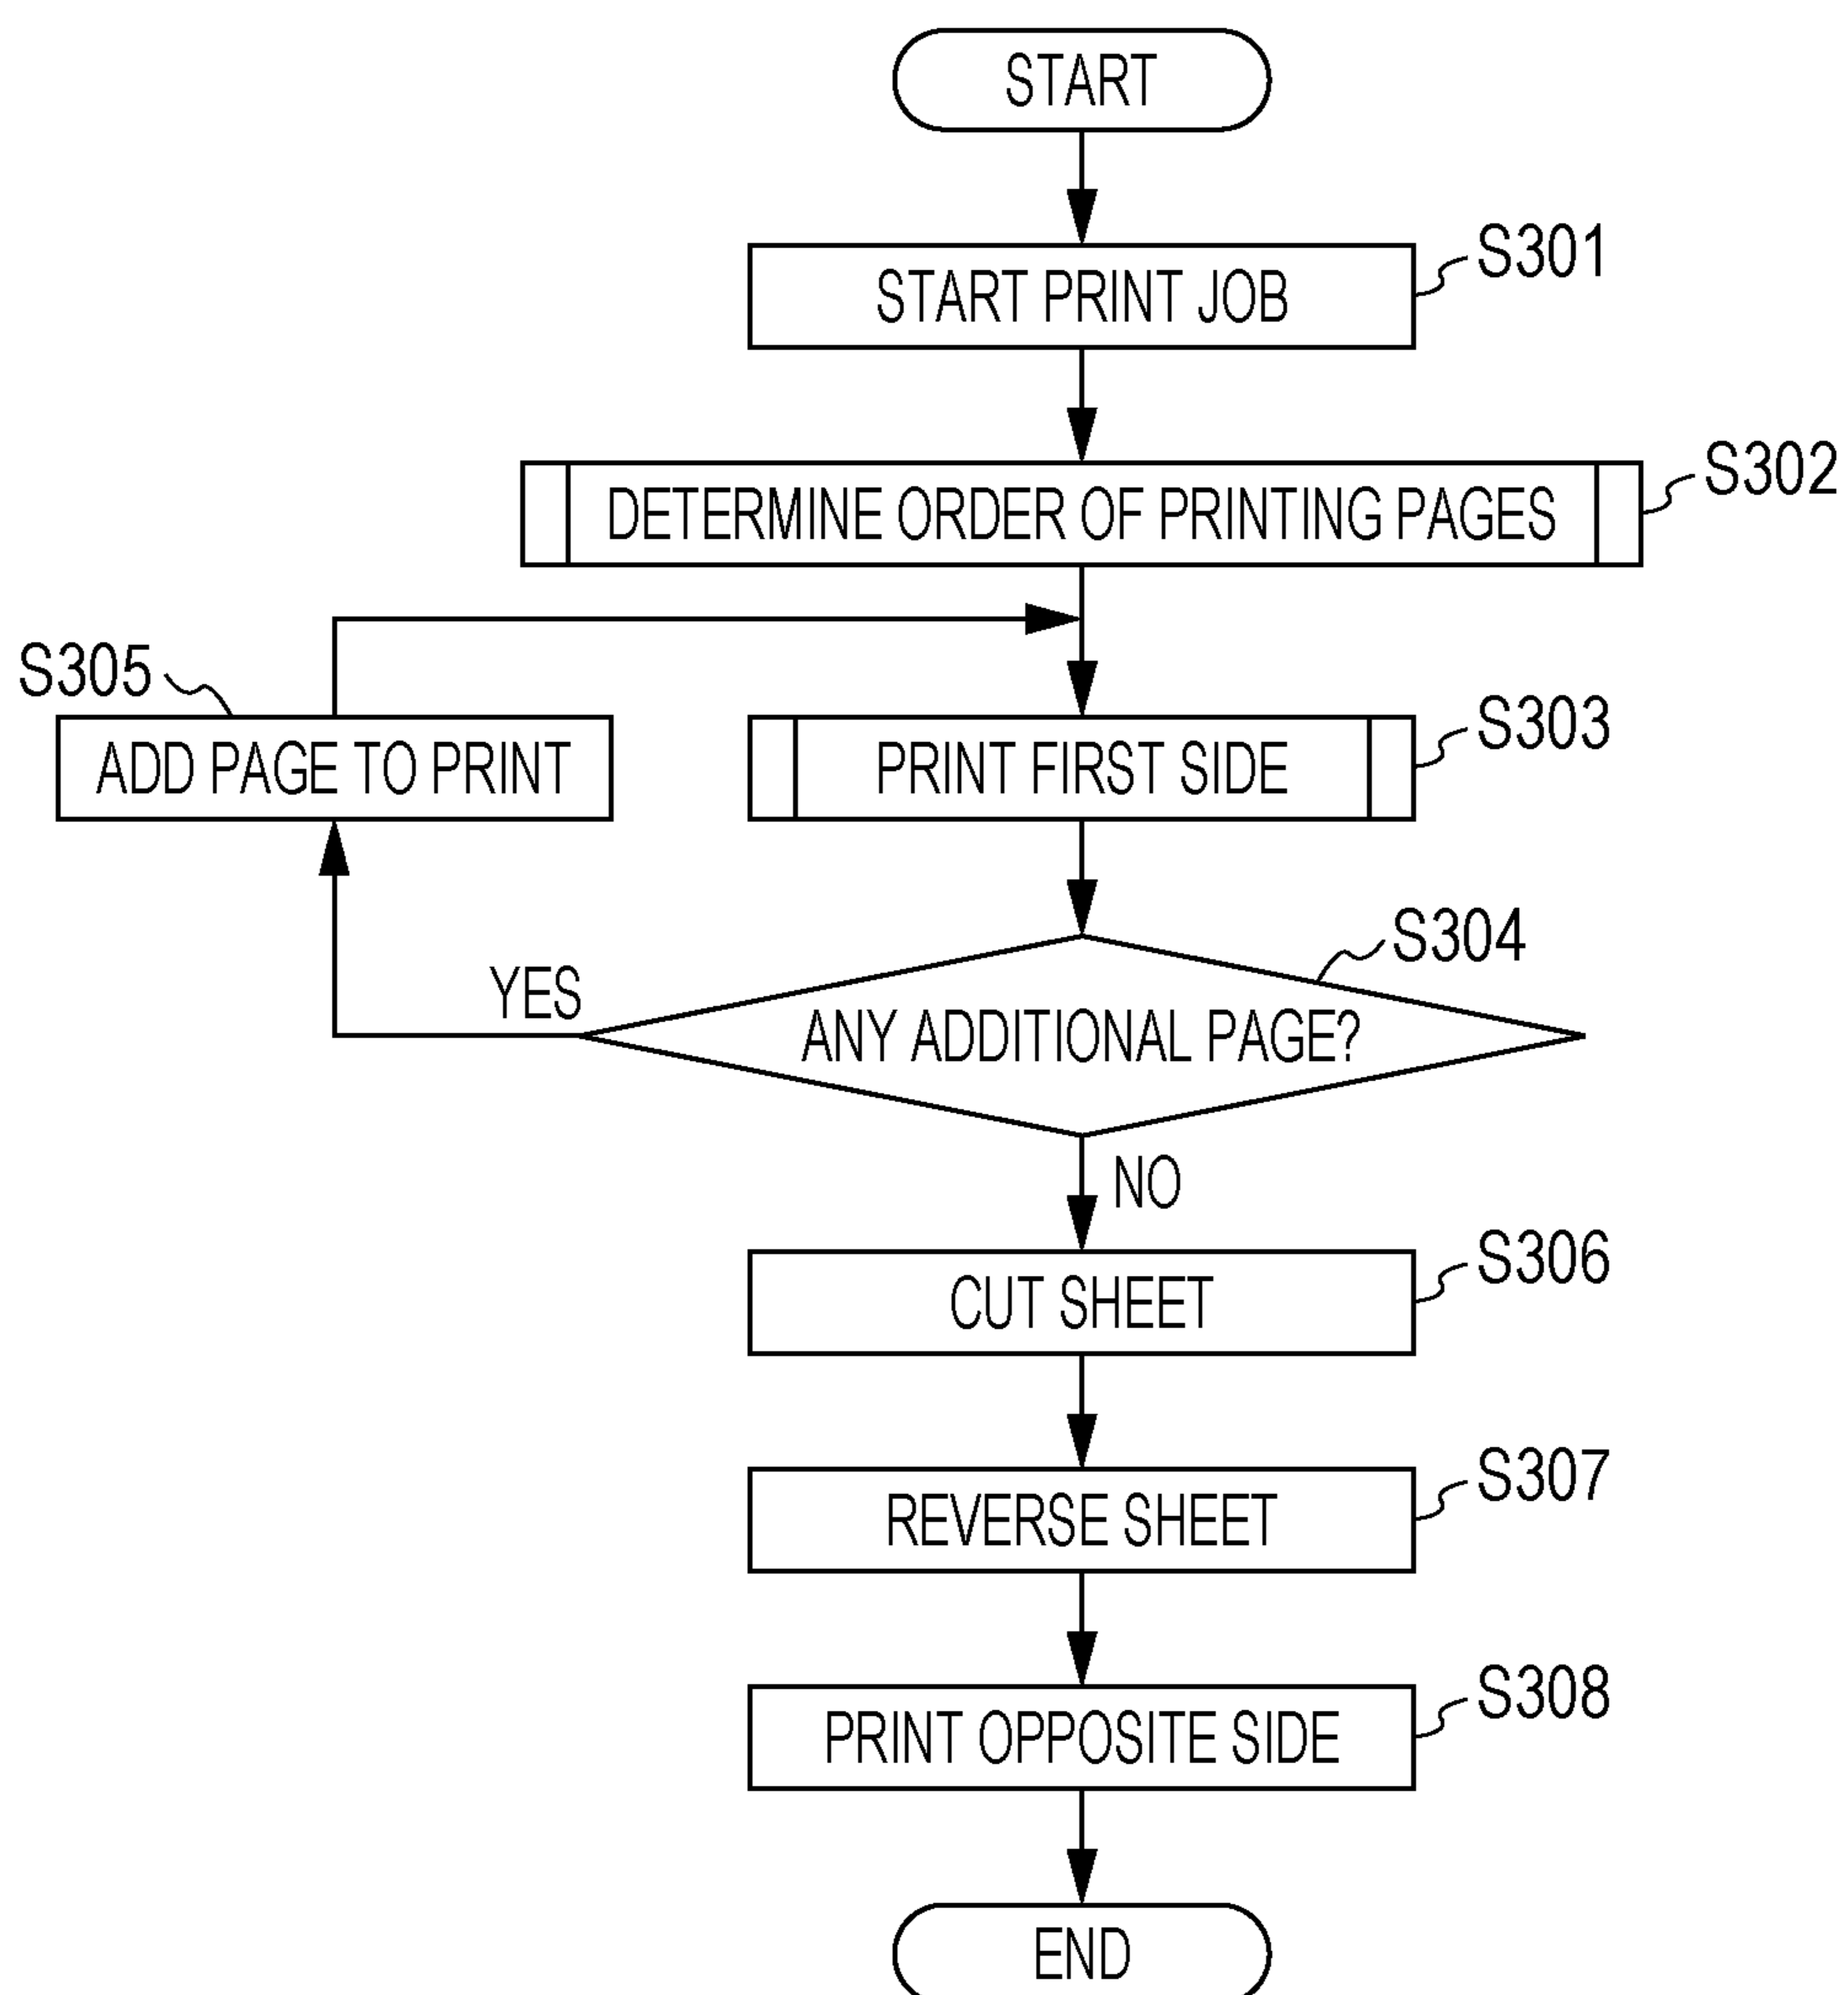 START
S301
START PRINT JOB
S302
DETERMINE ORDER OF PRINTING PAGES
S305
ADD PAGE TO PRINT
S303
PRINT FIRST SIDE
S304
YES
ANY ADDITIONAL PAGE?
NO
S306
CUT SHEET
S307
REVERSE SHEET
S308
PRINT OPPOSITE SIDE
END